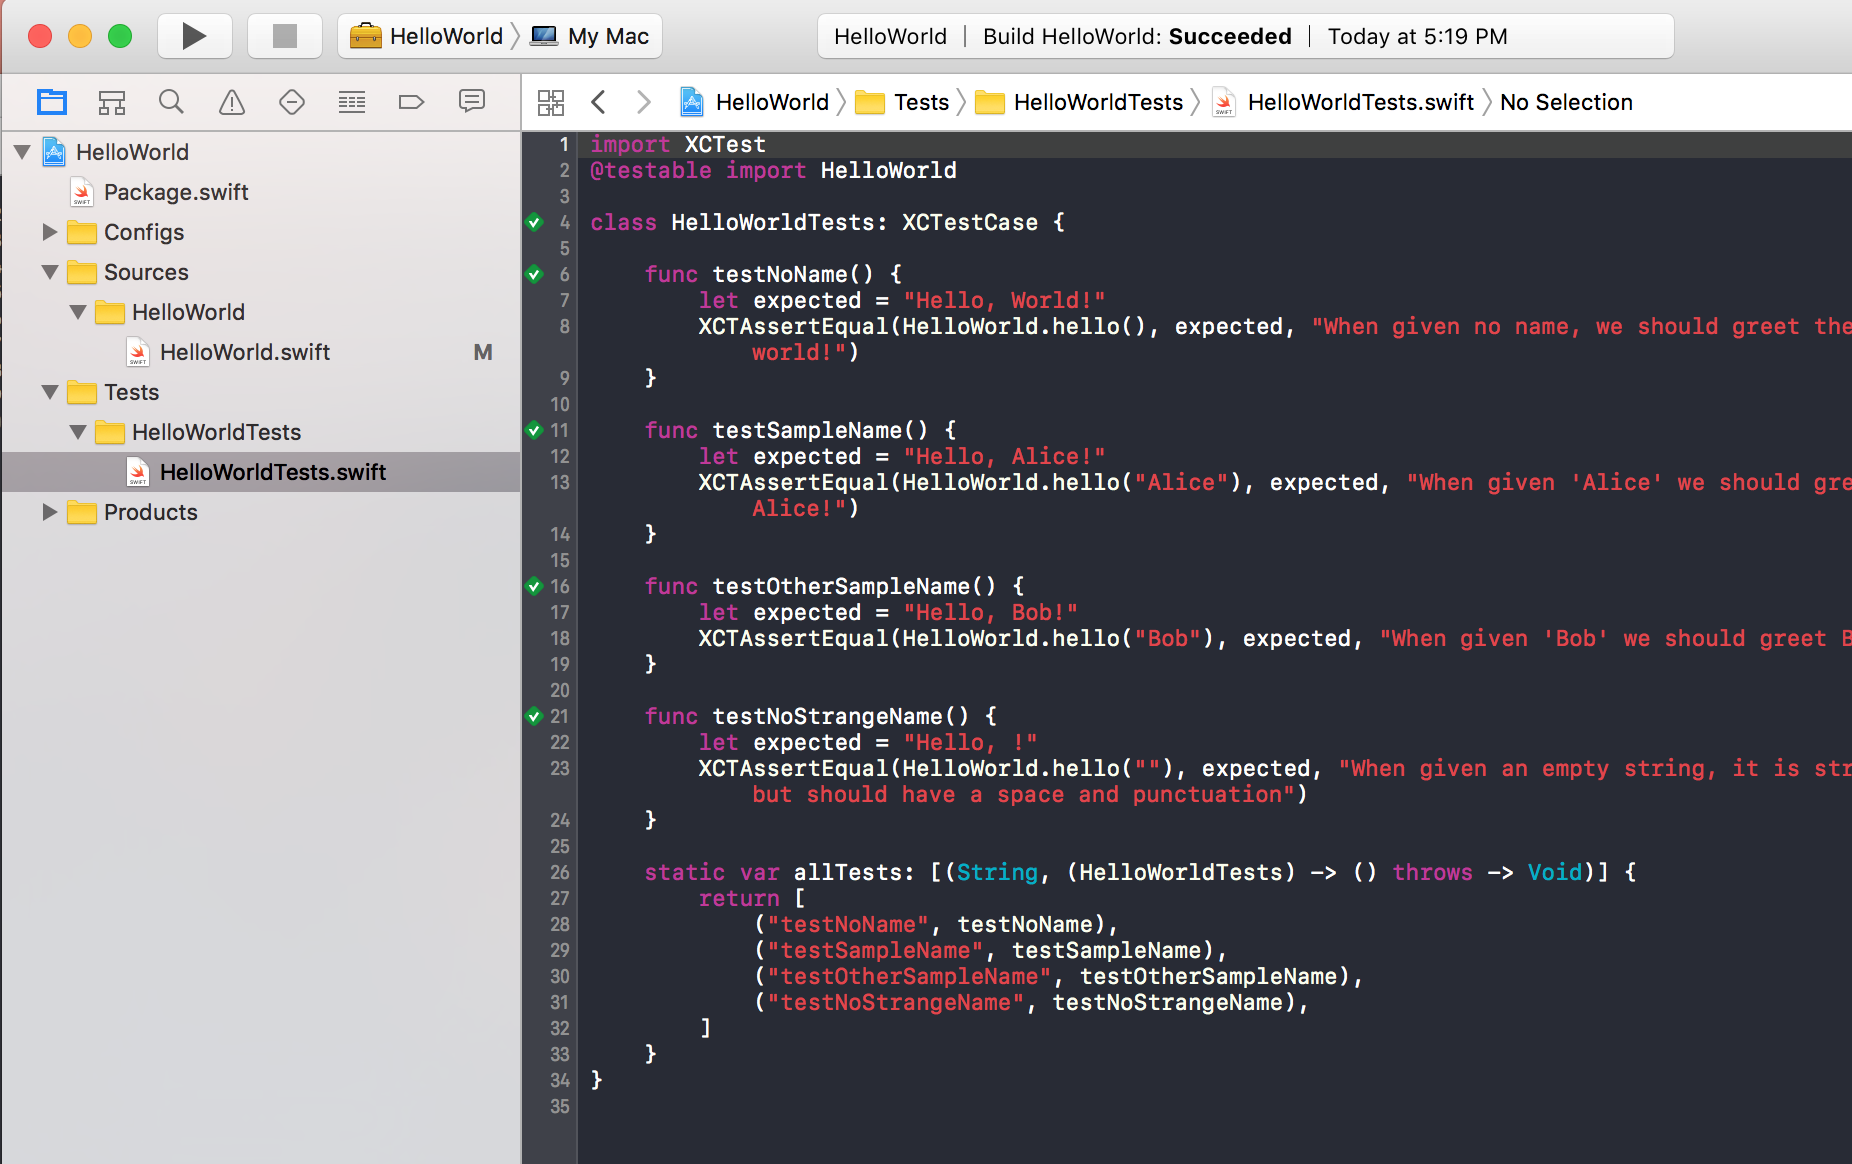 HelloWorld My Mac
HelloWorld Build HelloWorld: Succeeded Today at 5:19 PM
HelloWorld
Package.swift
Configs
Sources
HelloWorld
HelloWorld.swift M
Tests
HelloWorldTests
HelloWorldTests.swift
Products
HelloWorld Tests HelloWorldTests HelloWorldTests.swift No Selection
1 import XCTest
2 @testable import HelloWorld
3
4 class HelloWorldTests: XCTestCase {
5
6 func testNoName() {
7 let expected = "Hello, World!"
8 XCTAssertEqual(HelloWorld.hello(), expected, "When given no name, we should greet the
world!")
9 }
10
11 func testSampleName() {
12 let expected = "Hello, Alice!"
13 XCTAssertEqual(HelloWorld.hello("Alice"), expected, "When given 'Alice' we should gre
Alice!")
14 }
15
16 func testOtherSampleName() {
17 let expected = "Hello, Bob!"
18 XCTAssertEqual(HelloWorld.hello("Bob"), expected, "When given 'Bob' we should greet B
19 }
20
21 func testNoStrangeName() {
22 let expected = "Hello, !"
23 XCTAssertEqual(HelloWorld.hello(""), expected, "When given an empty string, it is str
but should have a space and punctuation")
24 }
25
26 static var allTests: [(String, (HelloWorldTests) -> () throws -> Void)] {
27 return [
28 ("testNoName", testNoName),
29 ("testSampleName", testSampleName),
30 ("testOtherSampleName", testOtherSampleName),
31 ("testNoStrangeName", testNoStrangeName),
32 ]
33 }
34 }
35